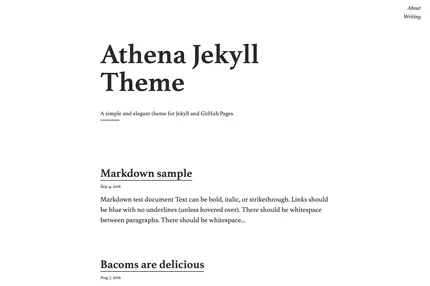 About
Writing
Athena Jekyll
Theme
A simple and elegant theme for Jekyll and GitHub Pages.
Markdown sample
Sep 4, 2016
Markdown test document Text can be bold, italic, or strikethrough. Links should
be blue with no underlines (unless hovered over). There should be whitespace
between paragraphs. There should be whitespace...
Bacoms are delicious
Aug 7, 2016